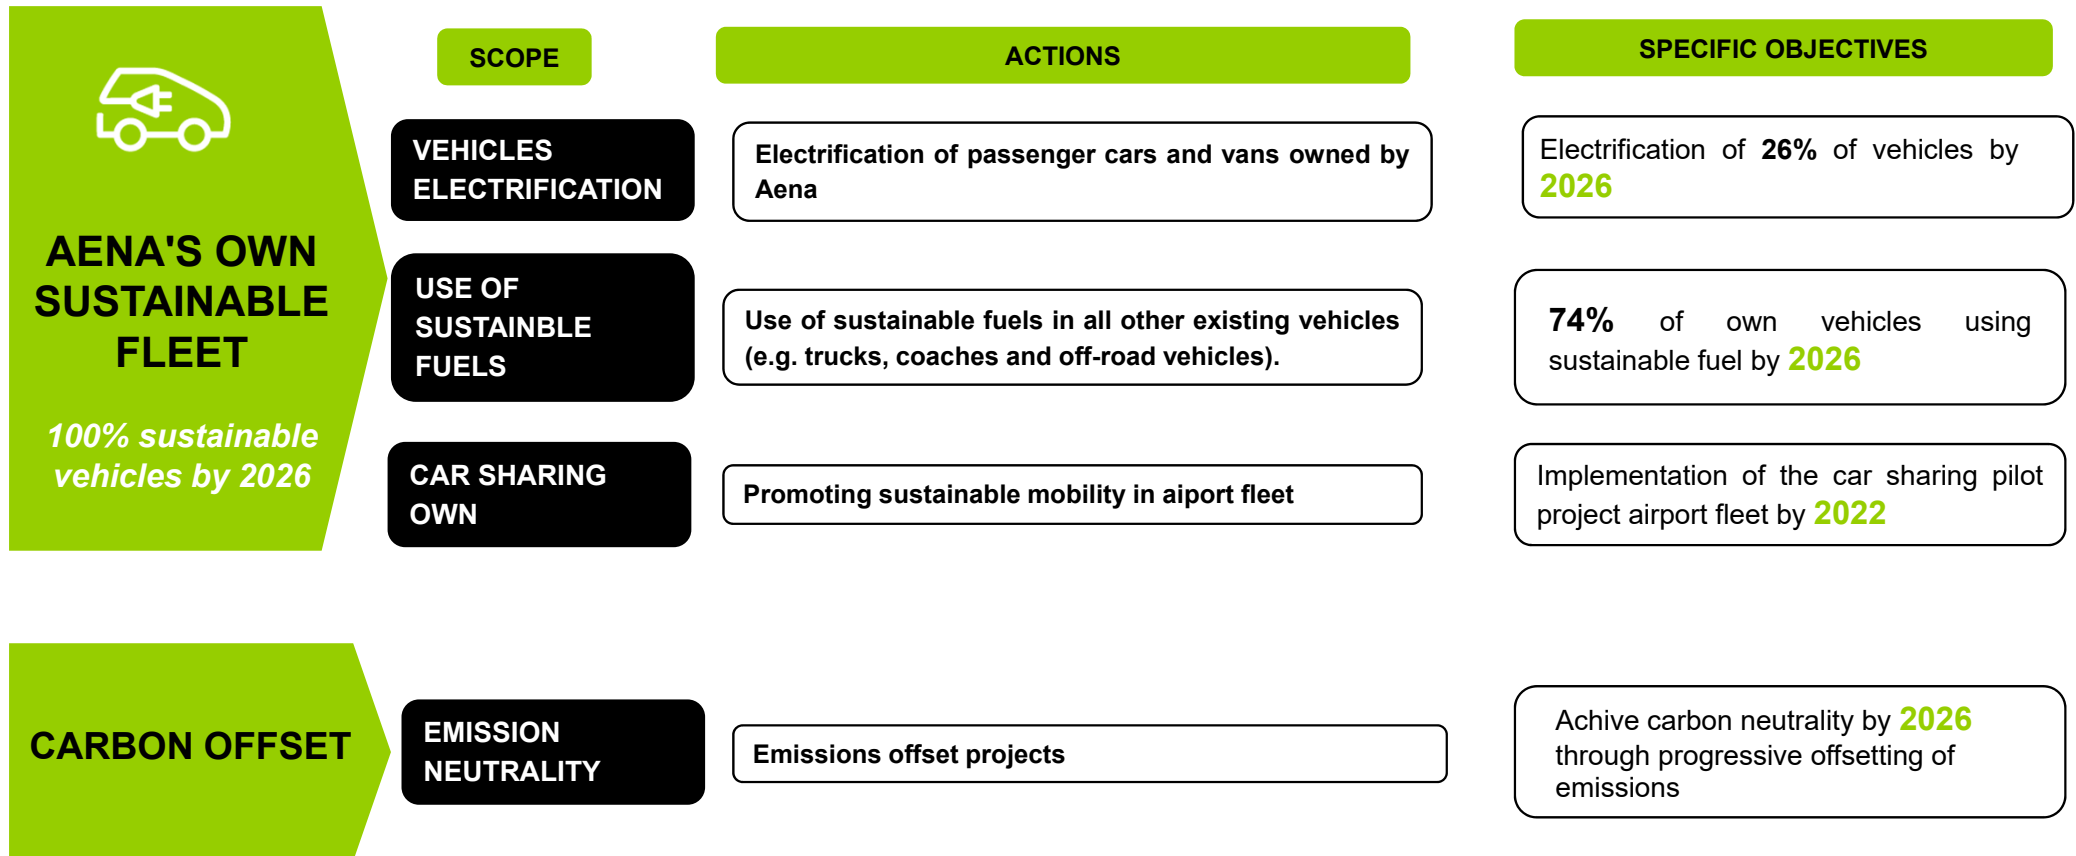 SCOPE
ACTIONS
SPECIFIC OBJECTIVES
AENA'S OWN
SUSTAINABLE
FLEET
100% sustainable
vehicles by 2026
VEHICLES
ELECTRIFICATION
Electrification of passenger cars and vans owned by
Aena
Electrification of 26% of vehicles by
2026
USE OF
SUSTAINBLE
FUELS
Use of sustainable fuels in all other existing vehicles
(e.g. trucks, coaches and off-road vehicles).
74% of own vehicles using
sustainable fuel by 2026
CAR SHARING
OWN
Promoting sustainable mobility in aiport fleet
Implementation of the car sharing pilot
project airport fleet by 2022
CARBON OFFSET
EMISSION
NEUTRALITY
Emissions offset projects
Achive carbon neutrality by 2026
through progressive offsetting of
emissions